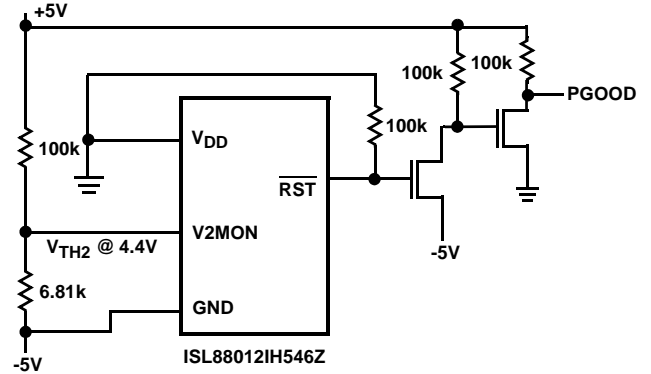 +5V
100k
100k
PGOOD
100k
100k
VDD
RST
V2MON
VTH2 @ 4.4V
-5V
6.81k
GND
-5V
ISL88012IH546Z